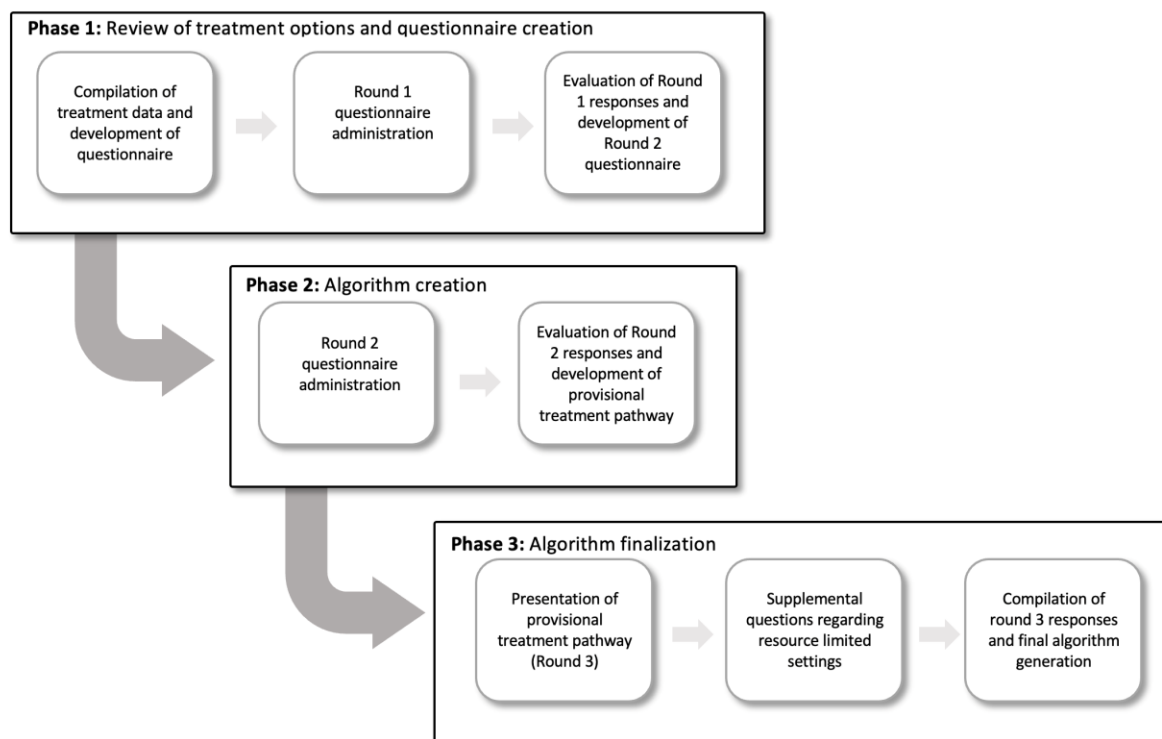 Phase 1: Review of treatment options and questionnaire creation
Compilation of
treatment data and
development of
questionnaire
Round 1
questionnaire
administration
Evaluation of Round
1 responses and
development of
Round 2
questionnaire
Phase 2: Algorithm creation
Round 2
questionnaire
administration
Evaluation of Round
2 responses and
development of
provisional
treatment pathway
Phase 3: Algorithm finalization
Presentation of
provisional
treatment pathway
(Round 3)
Supplemental
questions regarding
resource limited
settings
Compilation of
round 3 responses
and final algorithm
generation